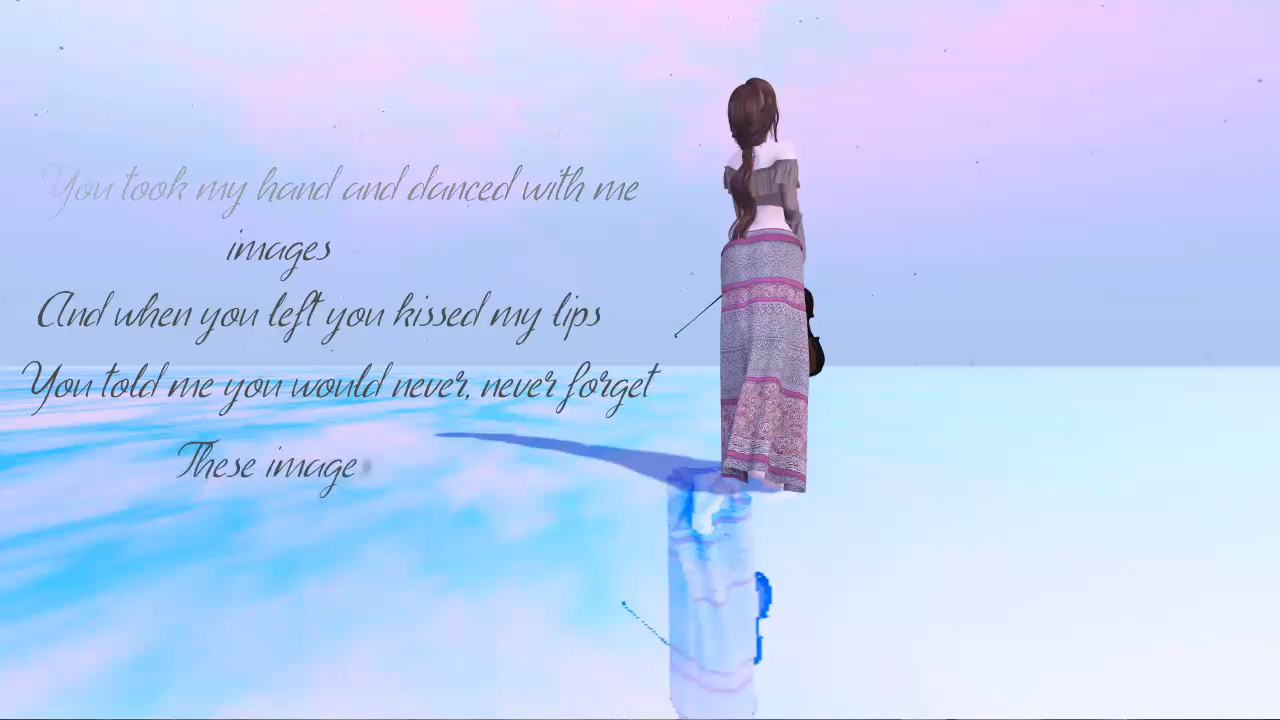 You took my hand and danced with me
images
And when you left you kissed my lips
You told me you would never, never forget
These image